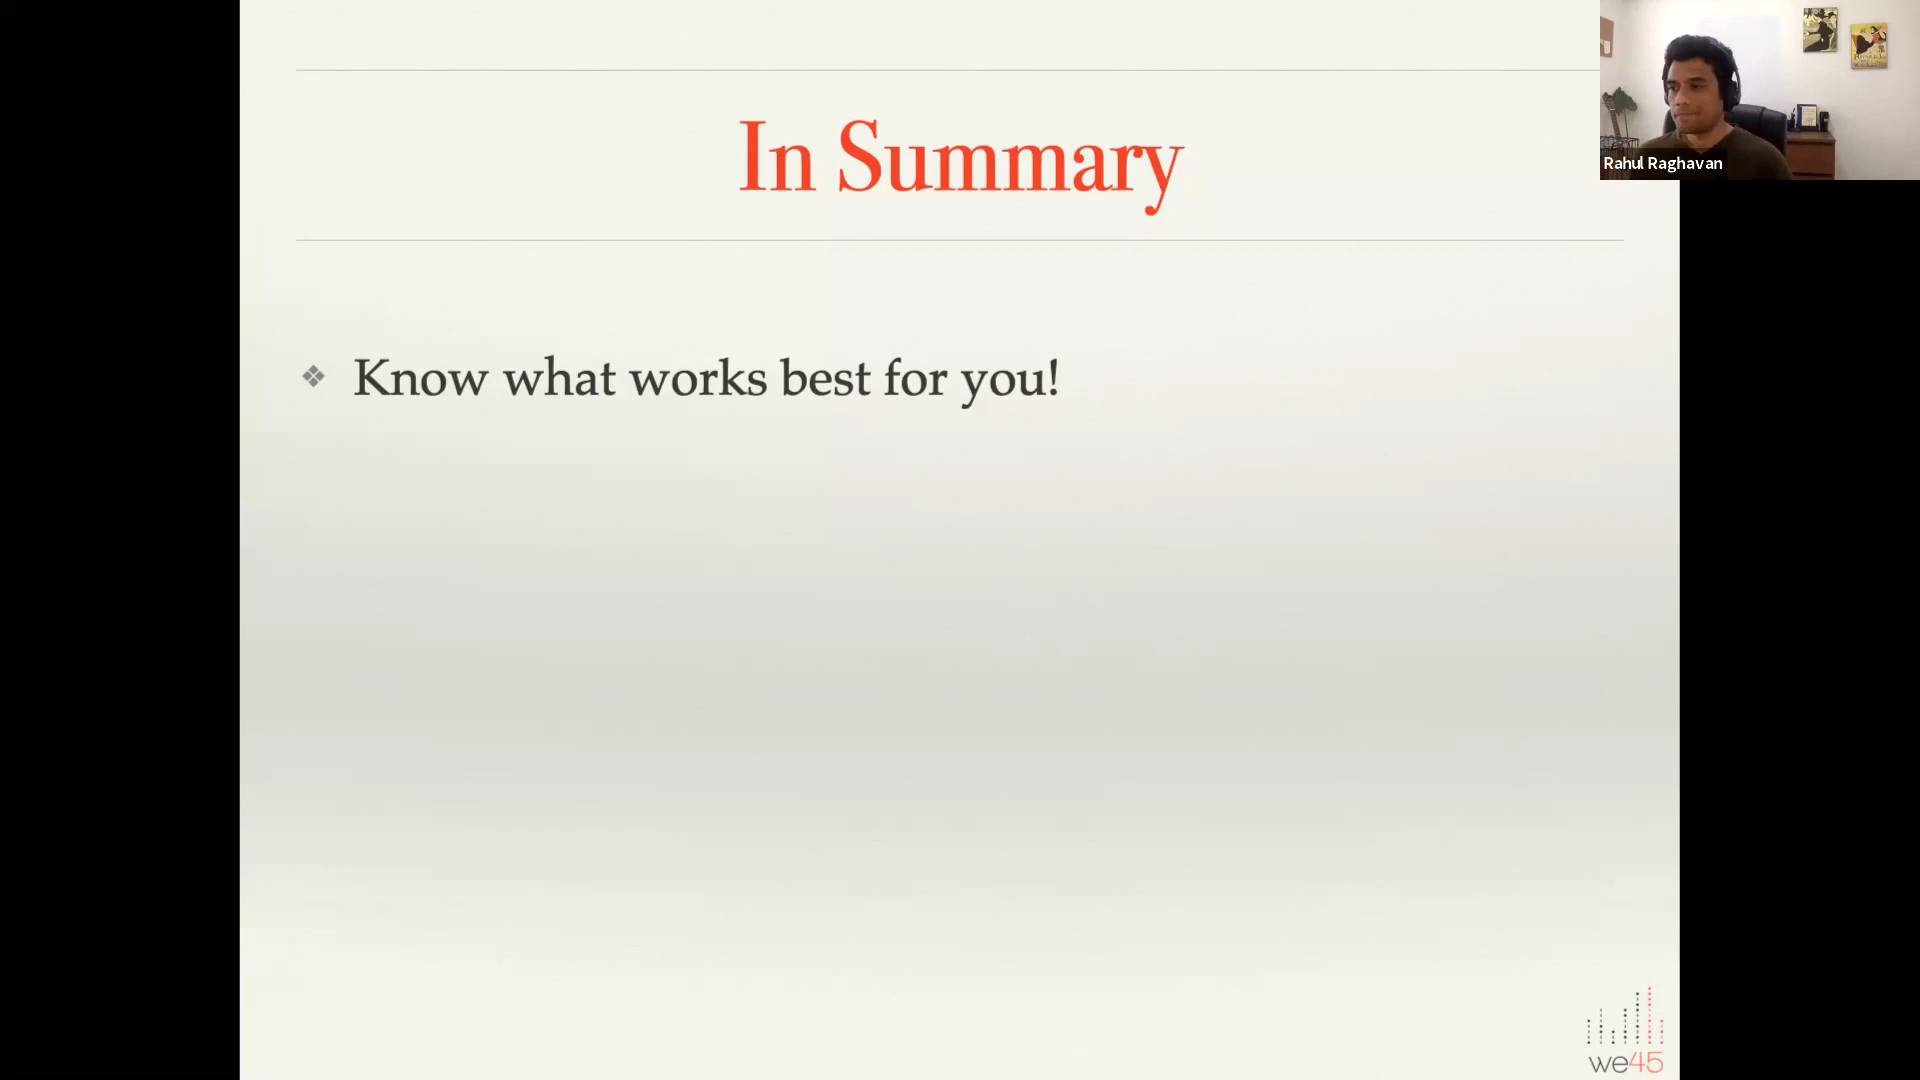 In Summary
Rahul Raghavan
❖ Know what works best for you!
we45